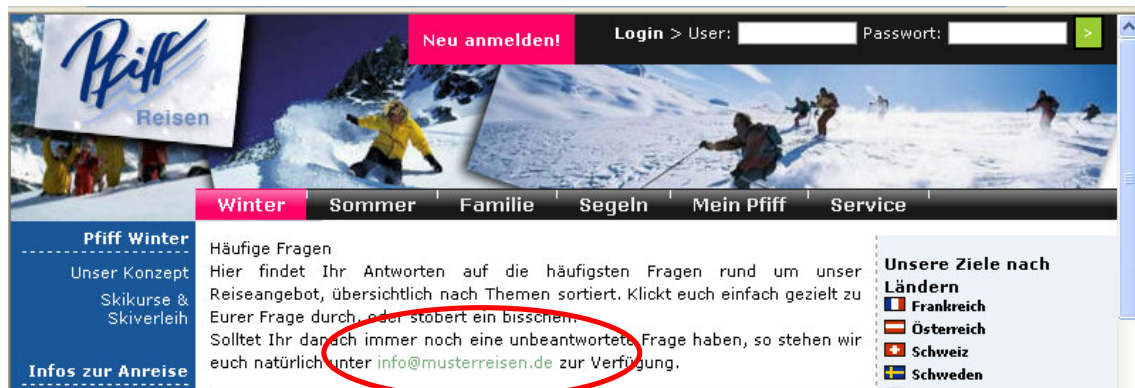 Pfiff
Reisen
Neu anmelden!
Login > User:
Passwort:
>
Winter
Sommer
Familie
Segeln
Mein Pfiff
Service
Pfiff Winter
Unser Konzept
Skikurse &
Skiverleih
Infos zur Anreise
Häufige Fragen
Hier findet Ihr Antworten auf die häufigsten Fragen rund um unser
Reiseangebot, übersichtlich nach Themen sortiert. Klickt euch einfach gezielt zu
Eurer Frage durch, oder stöbert ein bisschen.
Solltet Ihr danach immer noch eine unbeantwortete Frage haben, so stehen wir
euch natürlich unter info@musterreisen.de zur Verfügung.
Unsere Ziele nach
Ländern
Frankreich
Österreich
Schweiz
Schweden